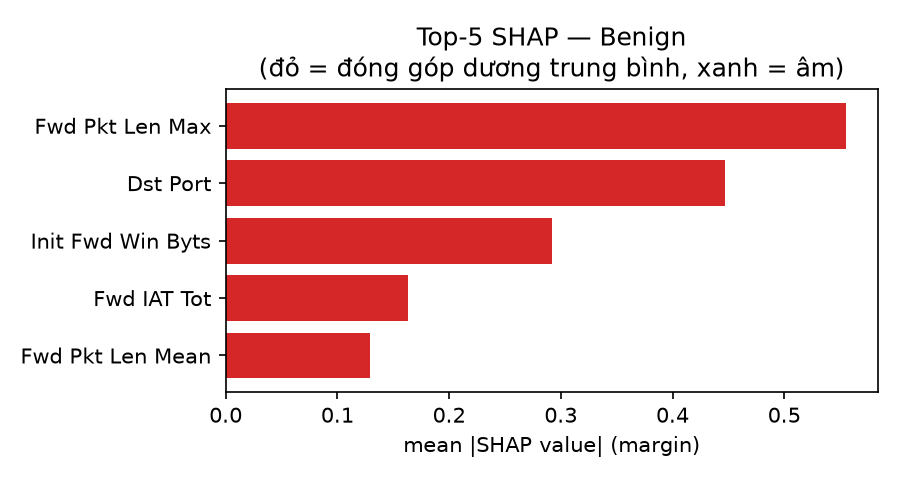 Top-5 SHAP — Benign
(đỏ = đóng góp dương trung bình, xanh = âm)
Fwd Pkt Len Max
Dst Port
Init Fwd Win Byts
Fwd IAT Tot
Fwd Pkt Len Mean
0.0 0.1 0.2 0.3 0.4 0.5
mean |SHAP value| (margin)